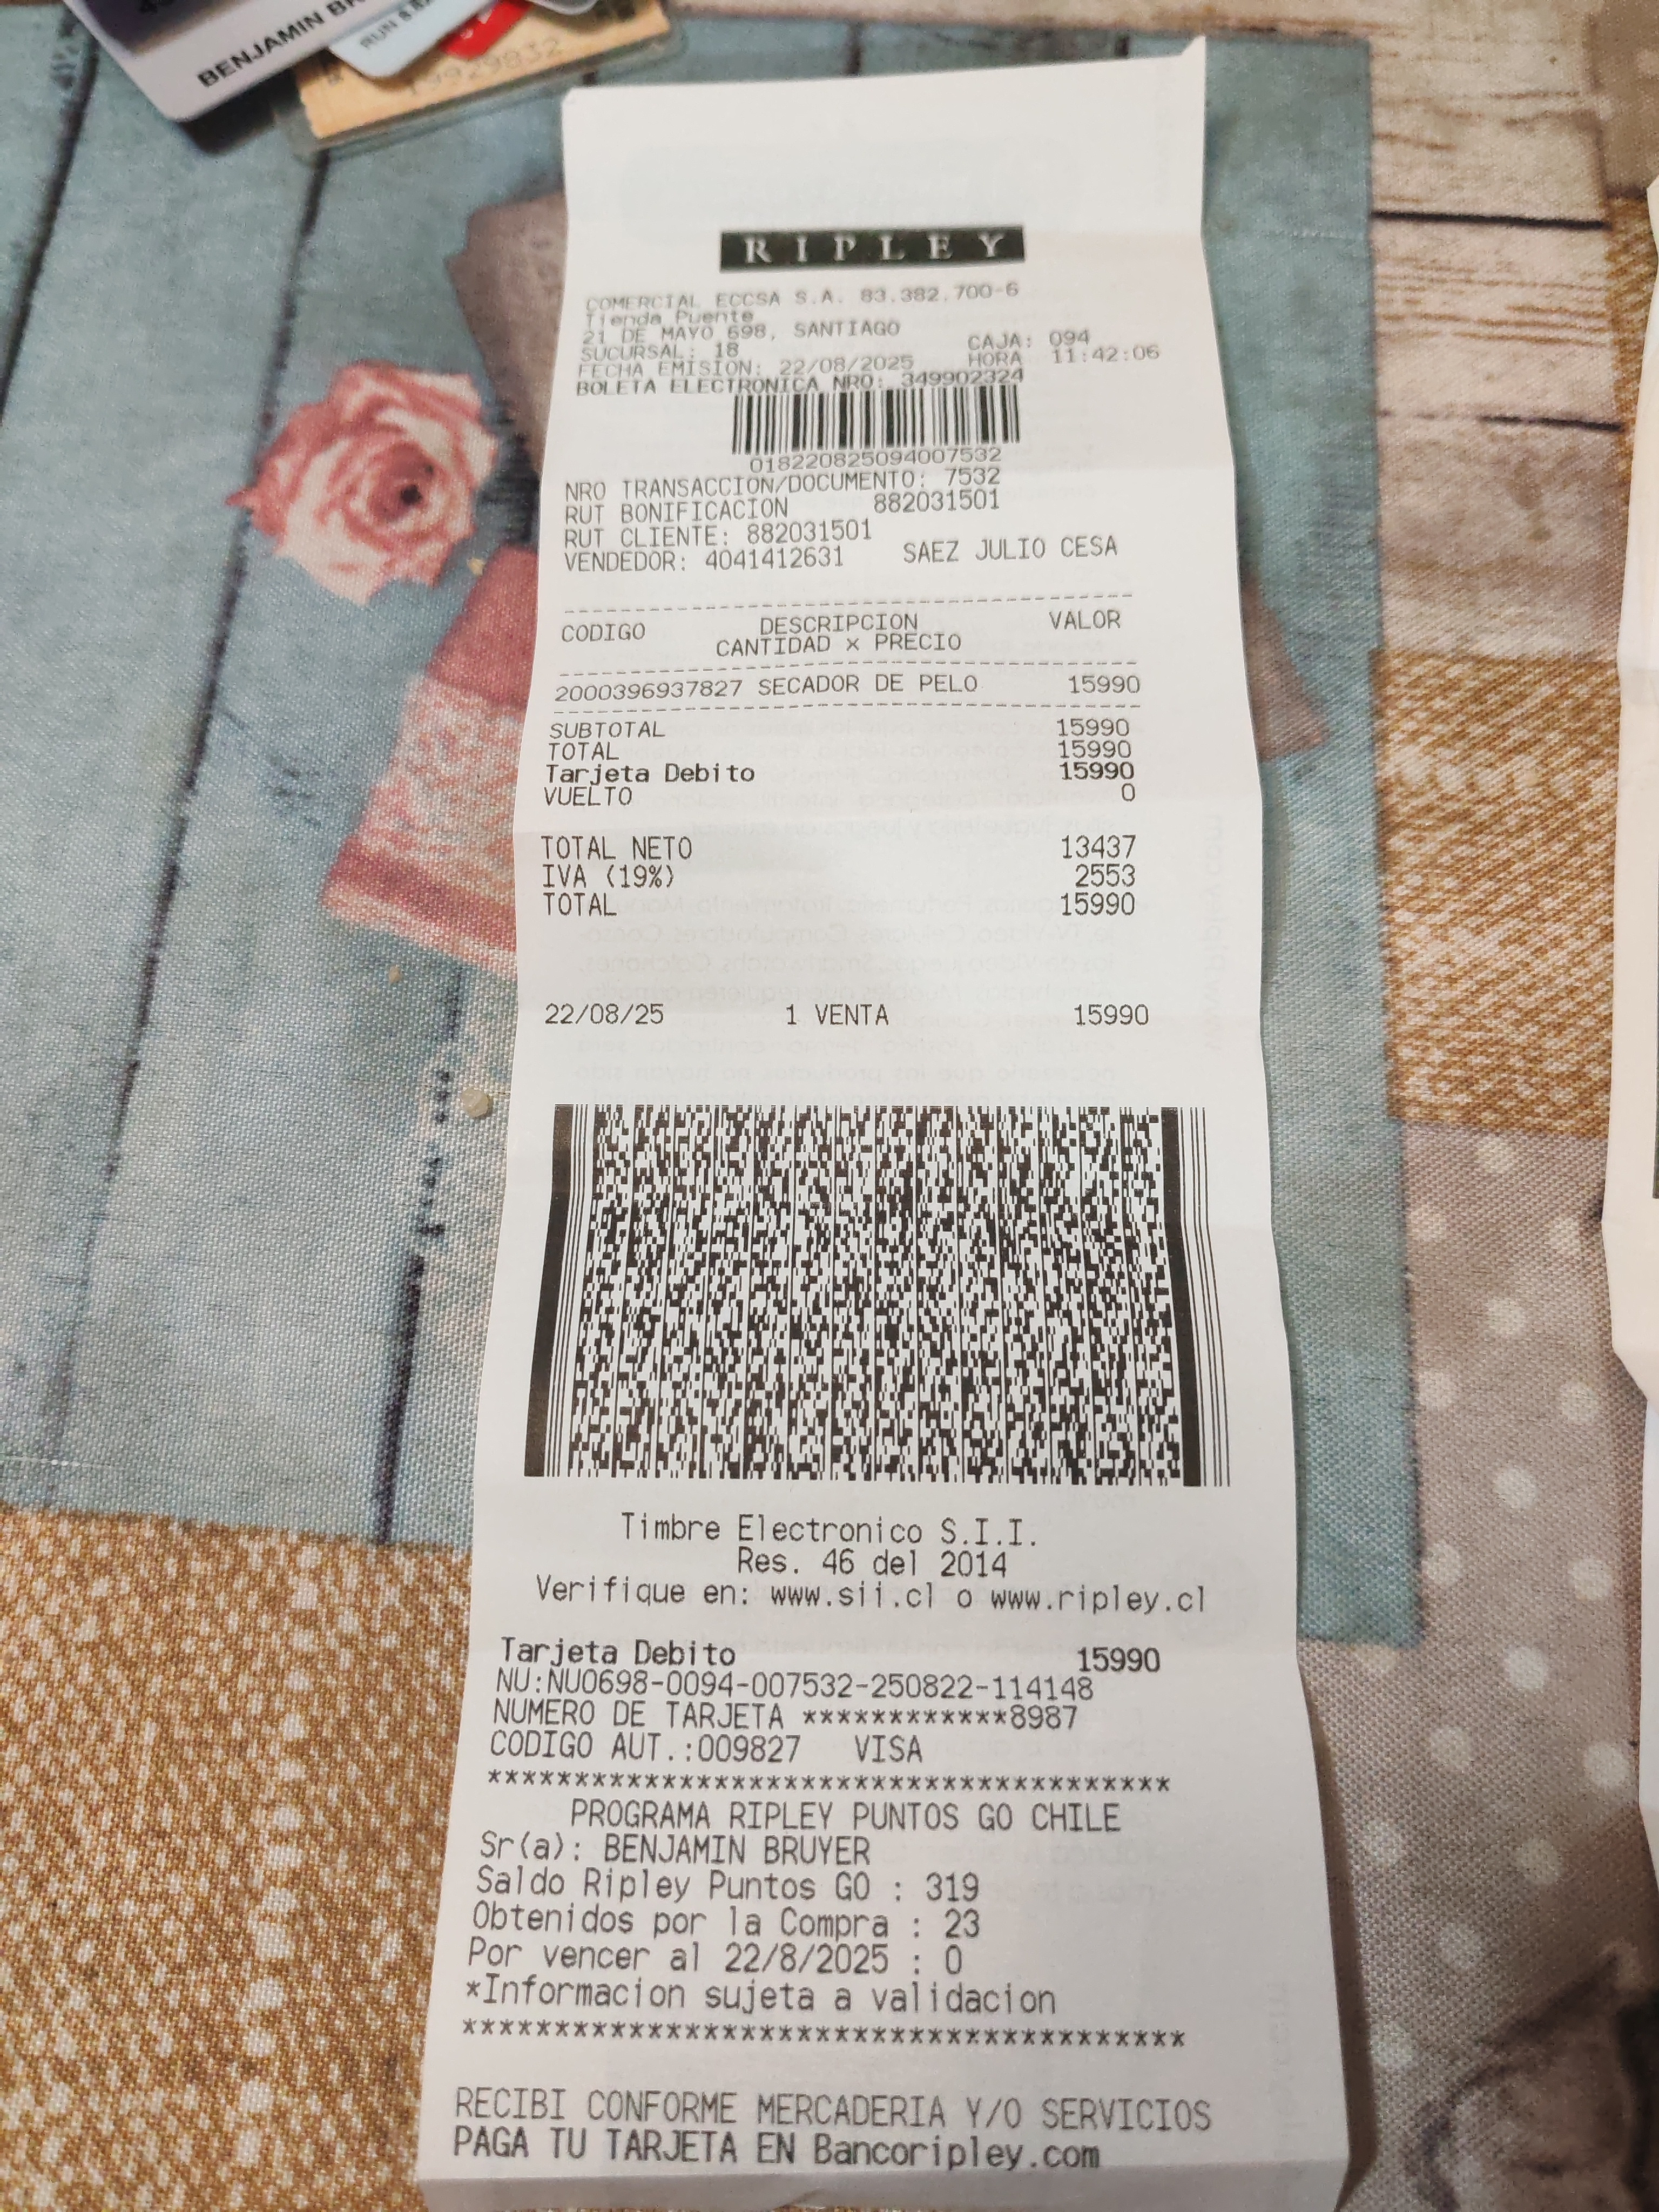 BENJAMIN
RUN
19929832
RIPLEY
COMERCIAL ECCSA S.A. 83.382.700-6
Tienda Puente
21 DE MAYO 698, SANTIAGO
SUCURSAL: 18 CAJA: 094
FECHA EMISION: 22/08/2025 HORA 11:42:06
BOLETA ELECTRONICA NRO: 349902324
018220825094007532
NRO TRANSACCION/DOCUMENTO: 7532
RUT BONIFICACION 882031501
RUT CLIENTE: 882031501
VENDEDOR: 4041412631 SAEZ JULIO CESA
CODIGO DESCRIPCION VALOR
CANTIDAD x PRECIO
2000396937827 SECADOR DE PELO 15990
SUBTOTAL 15990
TOTAL 15990
Tarjeta Debito 15990
VUELTO 0
TOTAL NETO 13437
IVA (19%) 2553
TOTAL 15990
22/08/25 1 VENTA 15990
Timbre Electronico S.I.I.
Res. 46 del 2014
Verifique en: www.sii.cl o www.ripley.cl
Tarjeta Debito 15990
NU:NU0698-0094-007532-250822-114148
NUMERO DE TARJETA ************8987
CODIGO AUT.:009827 VISA
***************************************
PROGRAMA RIPLEY PUNTOS GO CHILE
Sr(a): BENJAMIN BRUYER
Saldo Ripley Puntos GO : 319
Obtenidos por la Compra : 23
Por vencer al 22/8/2025 : 0
*Informacion sujeta a validacion
***************************************
RECIBI CONFORME MERCADERIA Y/O SERVICIOS
PAGA TU TARJETA EN Bancoripley.com